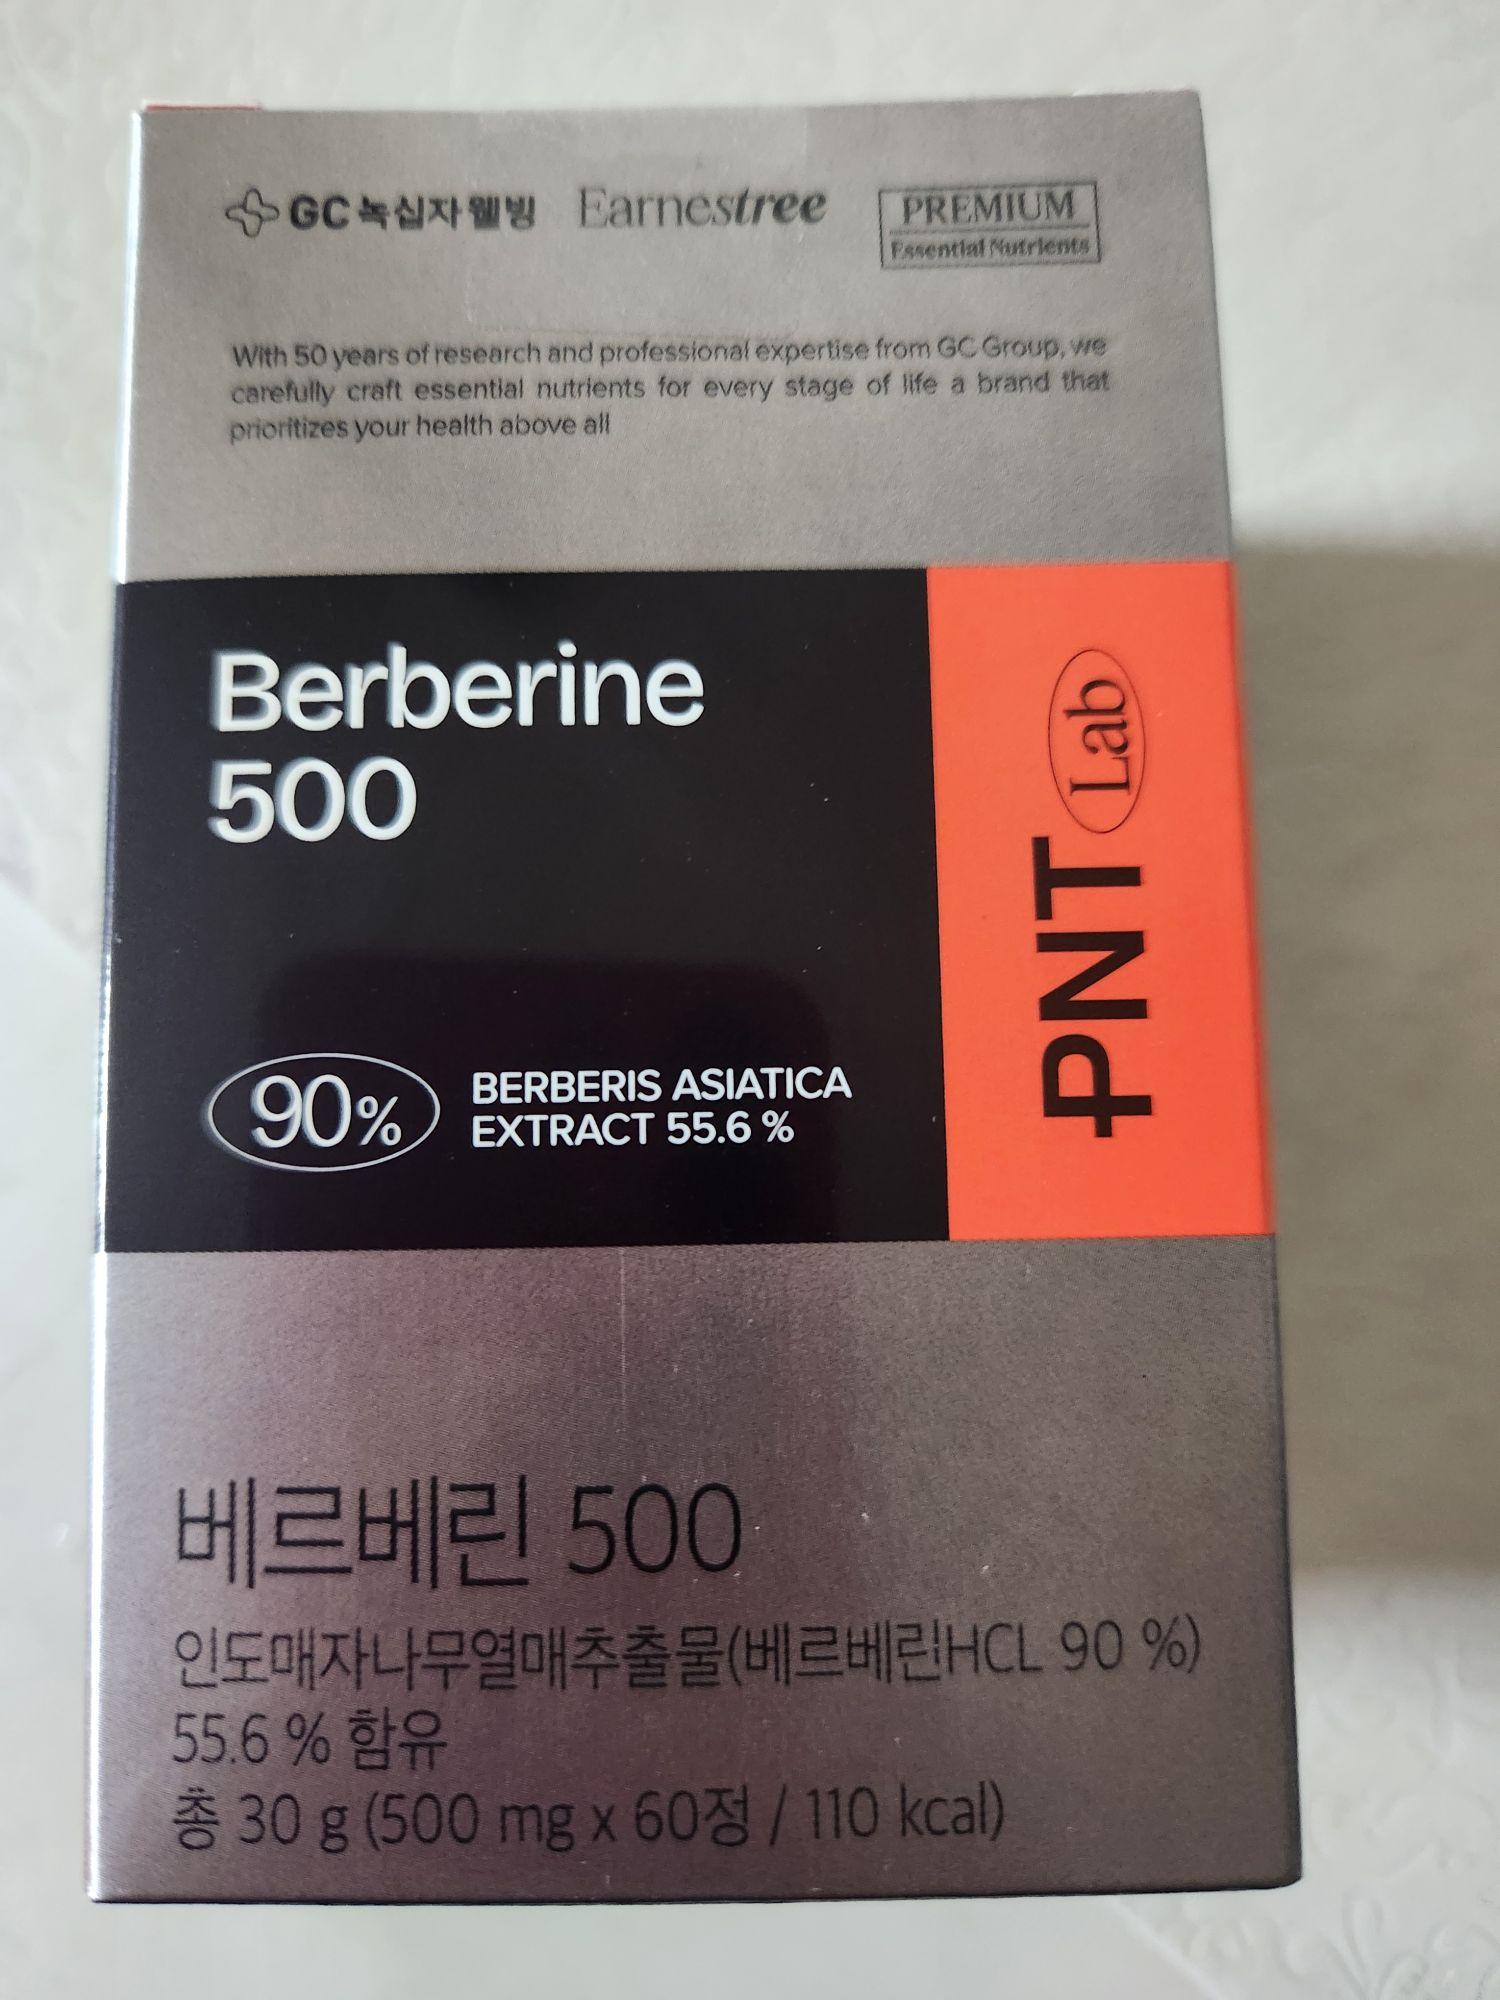 GC녹십자웰빙 Earnestree PREMIUM
Essential Nutrients
With 50 years of research and professional expertise from GC Group, we
carefully craft essential nutrients for every stage of life a brand that
prioritizes your health above all
Berberine
500
90% BERBERIS ASIATICA
EXTRACT 55.6 %
PNT Lab
베르베린 500
인도매자나무열매추출물(베르베린HCL 90 %)
55.6 % 함유
총 30 g (500 mg x 60정 / 110 kcal)